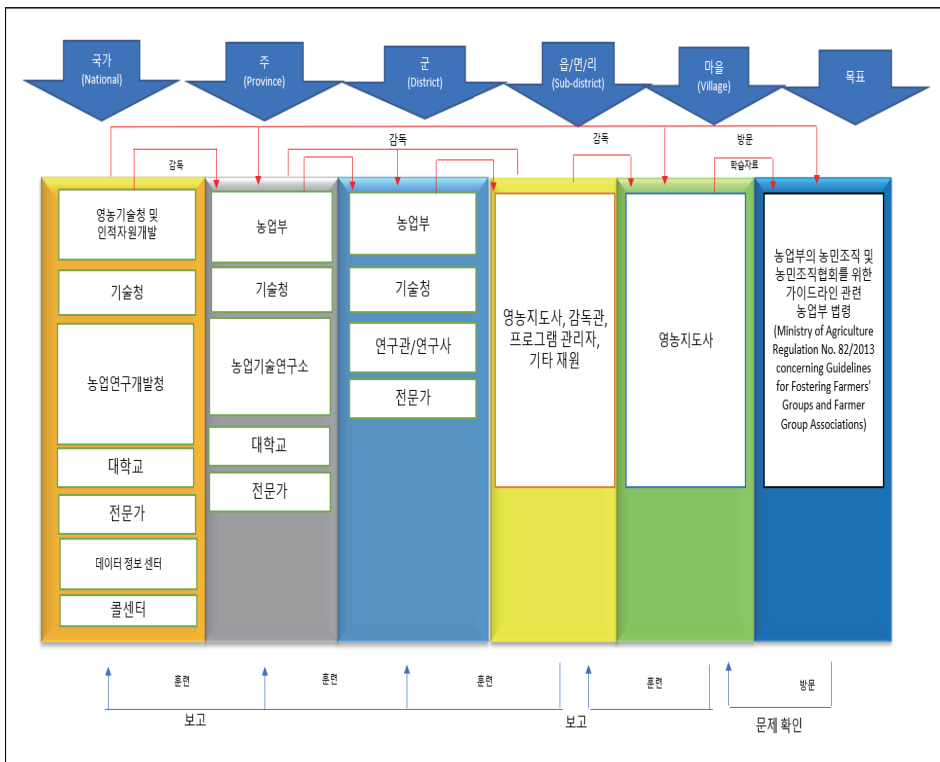 국가
(National)
주
(Province)
군
(District)
읍/면/리
(Sub-district)
마을
(Village)
목표
감독
감독
감독
방문
학습자료
영농기술청 및
인적자원개발
기술청
농업연구개발청
대학교
전문가
데이터 정보 센터
콜센터
농업부
기술청
농업기술연구소
대학교
전문가
농업부
기술청
연구관/연구사
전문가
영농지도사, 감독관,
프로그램 관리자,
기타 재원
영농지도사
농업부의 농민조직 및
농민조직협회를 위한
가이드라인 관련
농업부 법령
(Ministry of Agriculture
Regulation No. 82/2013
concerning Guidelines
for Fostering Farmers'
Groups and Farmer
Group Associations)
훈련
훈련
훈련
훈련
방문
보고
보고
문제 확인